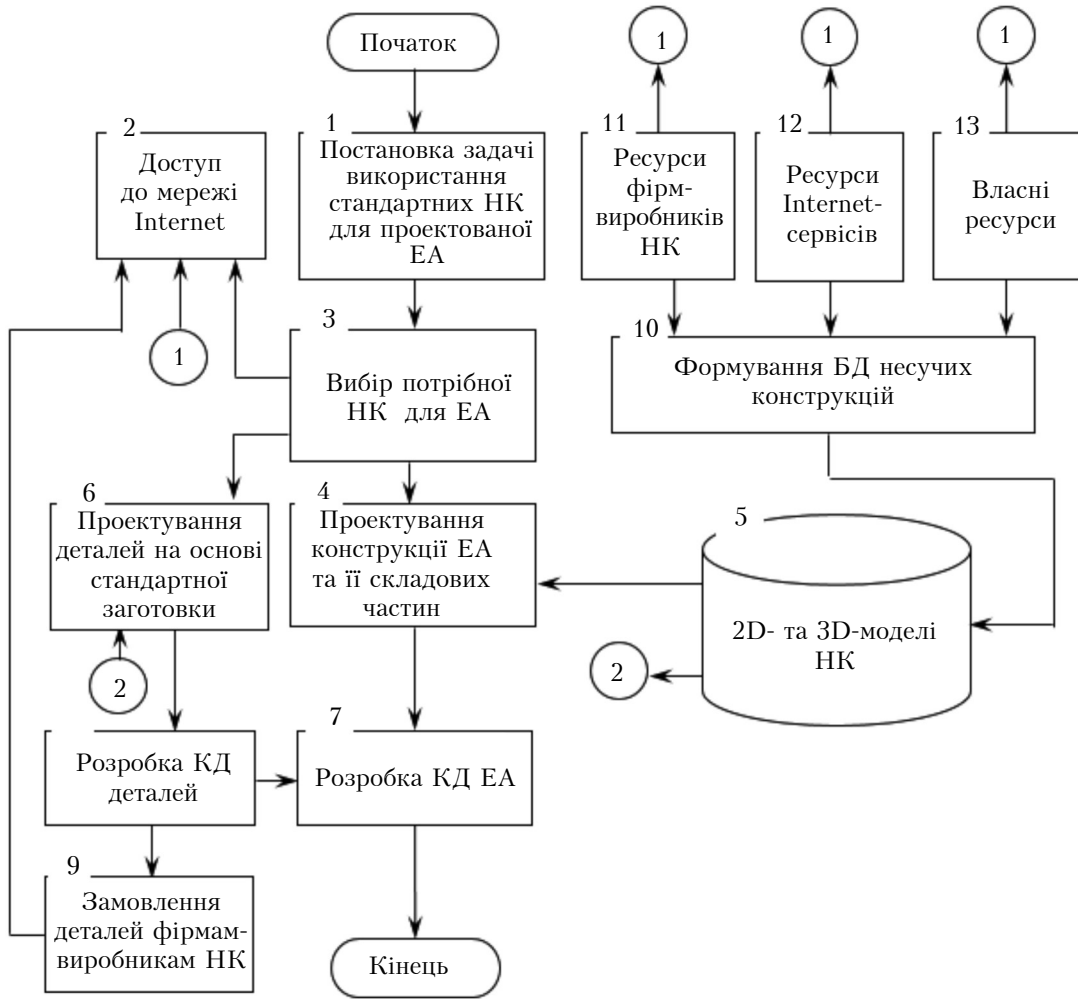 Початок
1
1
1
2
Доступ
до мережі
Internet
1
Постановка задачі
використання
стандартних НК
для проектованої
ЕА
11
Ресурси
фірм-
виробників
НК
12
Ресурси
Internet-
сервісів
13
Власні
ресурси
1
3
Вибір потрібної
НК для ЕА
10
Формування БД несучих
конструкцій
6
Проектування
деталей на основі
стандартної
заготовки
4
Проектування
конструкції ЕА
та її складових
частин
5
2D- та 3D-моделі
НК
2
2
Розробка КД
деталей
7
Розробка КД ЕА
9
Замовлення
деталей фірмам-
виробникам НК
Кінець